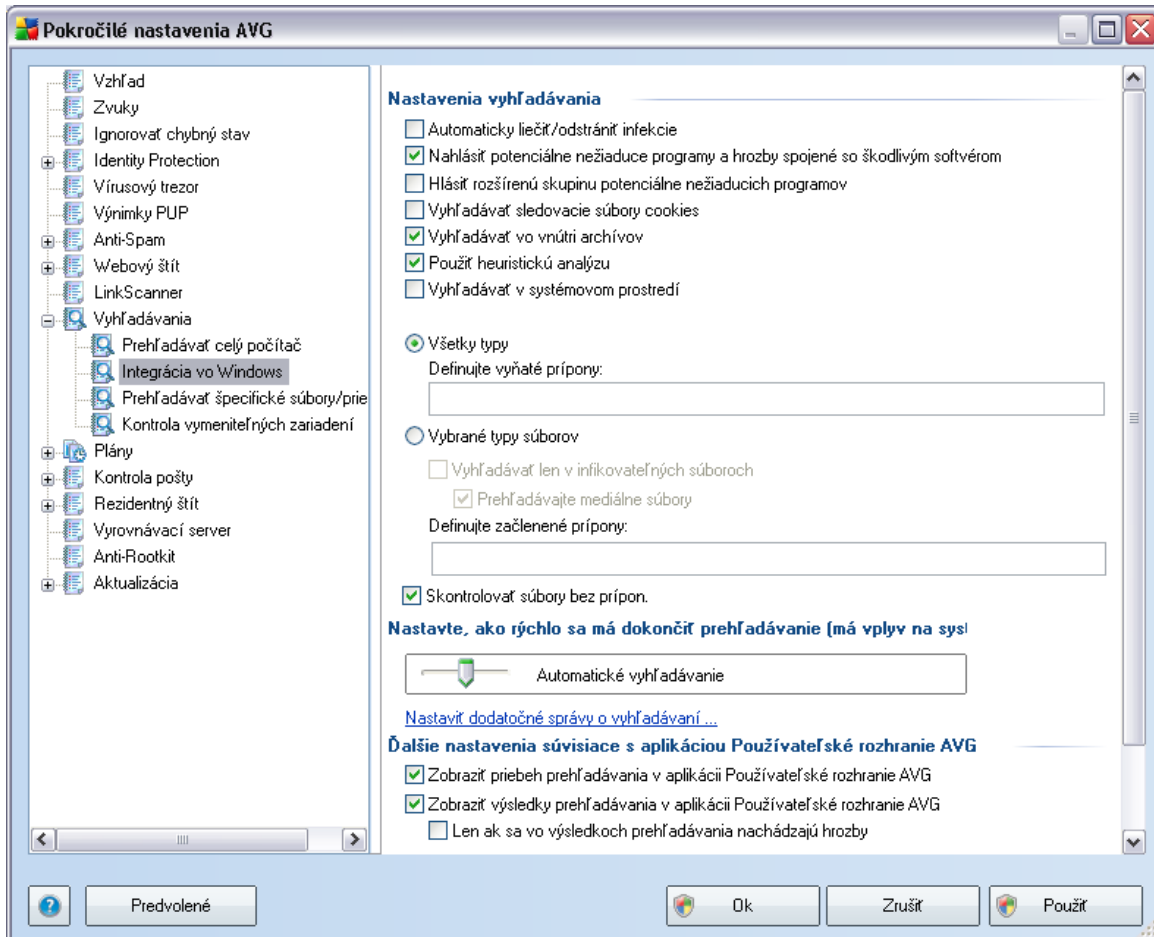 Pokročilé nastavenia AVG
Vzhľad
Zvuky
Ignorovať chybný stav
Identity Protection
Vírusový trezor
Výnimky PUP
Anti-Spam
Webový štít
LinkScanner
Vyhľadávania
Prehľadávať celý počítač
Integrácia vo Windows
Prehľadávať špecifické súbory/prie
Kontrola vymeniteľných zariadení
Plány
Kontrola pošty
Rezidentný štít
Vyrovnávací server
Anti-Rootkit
Aktualizácia
Nastavenia vyhľadávania
Automaticky liečiť/odstrániť infekcie
Nahlásiť potenciálne nežiaduce programy a hrozby spojené so škodlivým softvérom
Hlásiť rozšírenú skupinu potenciálne nežiaducich programov
Vyhľadávať sledovacie súbory cookies
Vyhľadávať vo vnútri archívov
Použiť heuristickú analýzu
Vyhľadávať v systémovom prostredí
Všetky typy
Definujte vyňaté prípony:
Vybrané typy súborov
Vyhľadávať len v infikovateľných súboroch
Prehľadávajte mediálne súbory
Definujte začlenené prípony:
Skontrolovať súbory bez prípon.
Nastavte, ako rýchlo sa má dokončiť prehľadávanie (má vplyv na sys
Automatické vyhľadávanie
Nastaviť dodatočné správy o vyhľadávaní ...
Ďalšie nastavenia súvisiace s aplikáciou Používateľské rozhranie AVG
Zobraziť priebeh prehľadávania v aplikácii Používateľské rozhranie AVG
Zobraziť výsledky prehľadávania v aplikácii Používateľské rozhranie AVG
Len ak sa vo výsledkoch prehľadávania nachádzajú hrozby
Predvolené
Ok
Zrušiť
Použiť